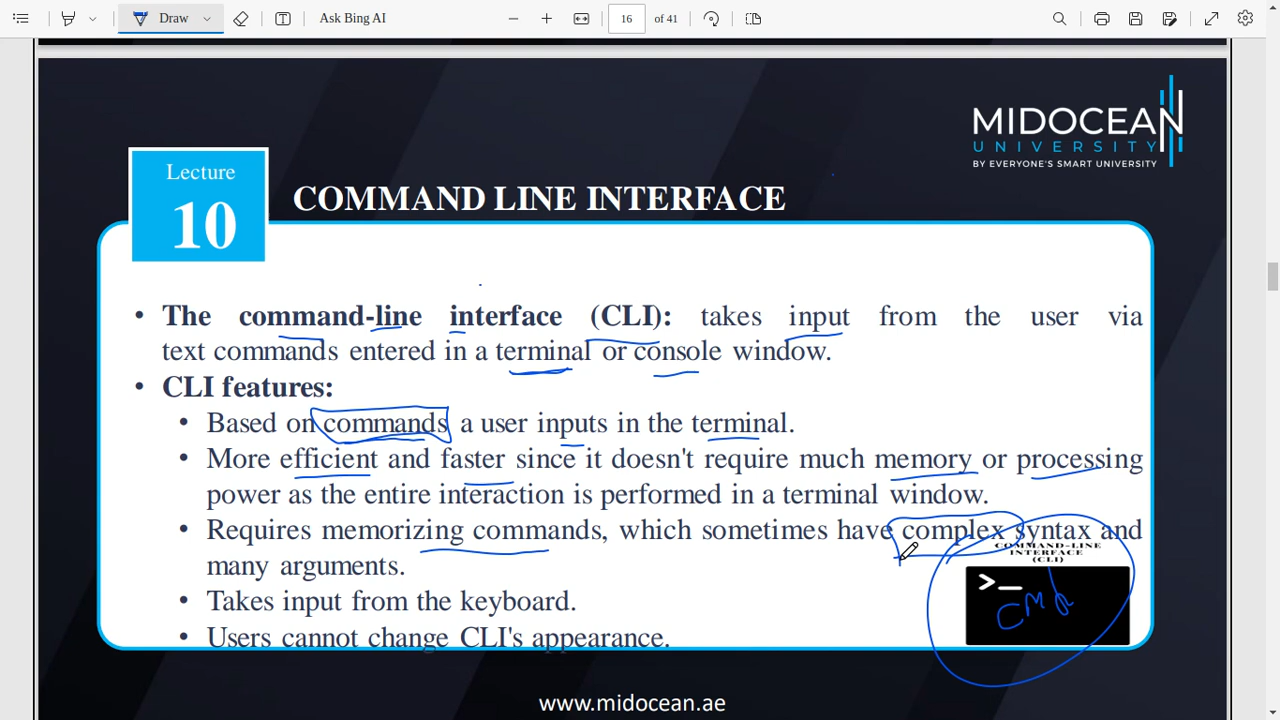 Draw
Ask Bing AI
16 of 41
MIDOCEAN
UNIVERSITY
BY EVERYONE'S SMART UNIVERSITY
Lecture
10
COMMAND LINE INTERFACE
• The command-line interface (CLI): takes input from the user via
text commands entered in a terminal or console window.
• CLI features:
• Based on commands a user inputs in the terminal.
• More efficient and faster since it doesn't require much memory or processing
power as the entire interaction is performed in a terminal window.
• Requires memorizing commands, which sometimes have complex syntax and
many arguments.
COMMAND-LINE
INTERFACE
(CLI)
>_
CMD
• Takes input from the keyboard.
• Users cannot change CLI's appearance.
www.midocean.ae